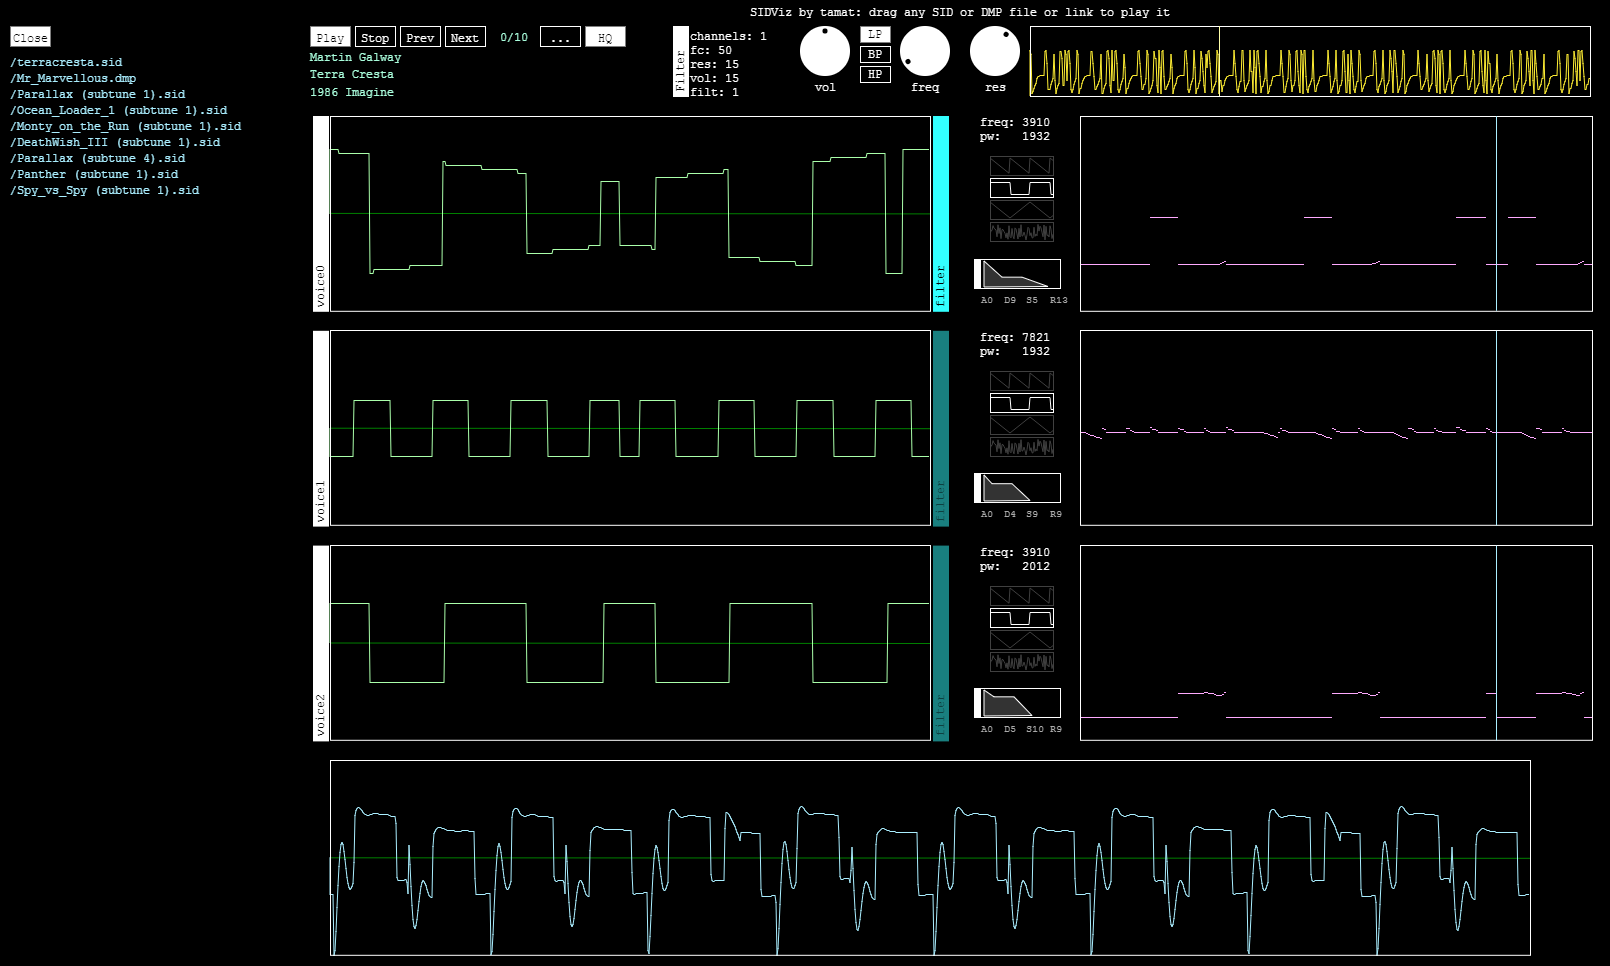 SIDViz by tamat: drag any SID or DMP file or link to play it
Close
/terracresta.sid
/Mr_Marvellous.dmp
/Parallax (subtune 1).sid
/Ocean_Loader_1 (subtune 1).sid
/Monty_on_the_Run (subtune 1).sid
/DeathWish_III (subtune 1).sid
/Parallax (subtune 4).sid
/Panther (subtune 1).sid
/Spy_vs_Spy (subtune 1).sid
Play Stop Prev Next 0/10 ... HQ
Martin Galway
Terra Cresta
1986 Imagine
Filter
channels: 1
fc: 50
res: 15
vol: 15
filt: 1
vol
LP
BP
HP
freq
res
voice0
filter
freq: 3910
pw: 1932
A0 D9 S5 R13
voice1
filter
freq: 7821
pw: 1932
A0 D4 S9 R9
voice2
filter
freq: 3910
pw: 2012
A0 D5 S10 R9